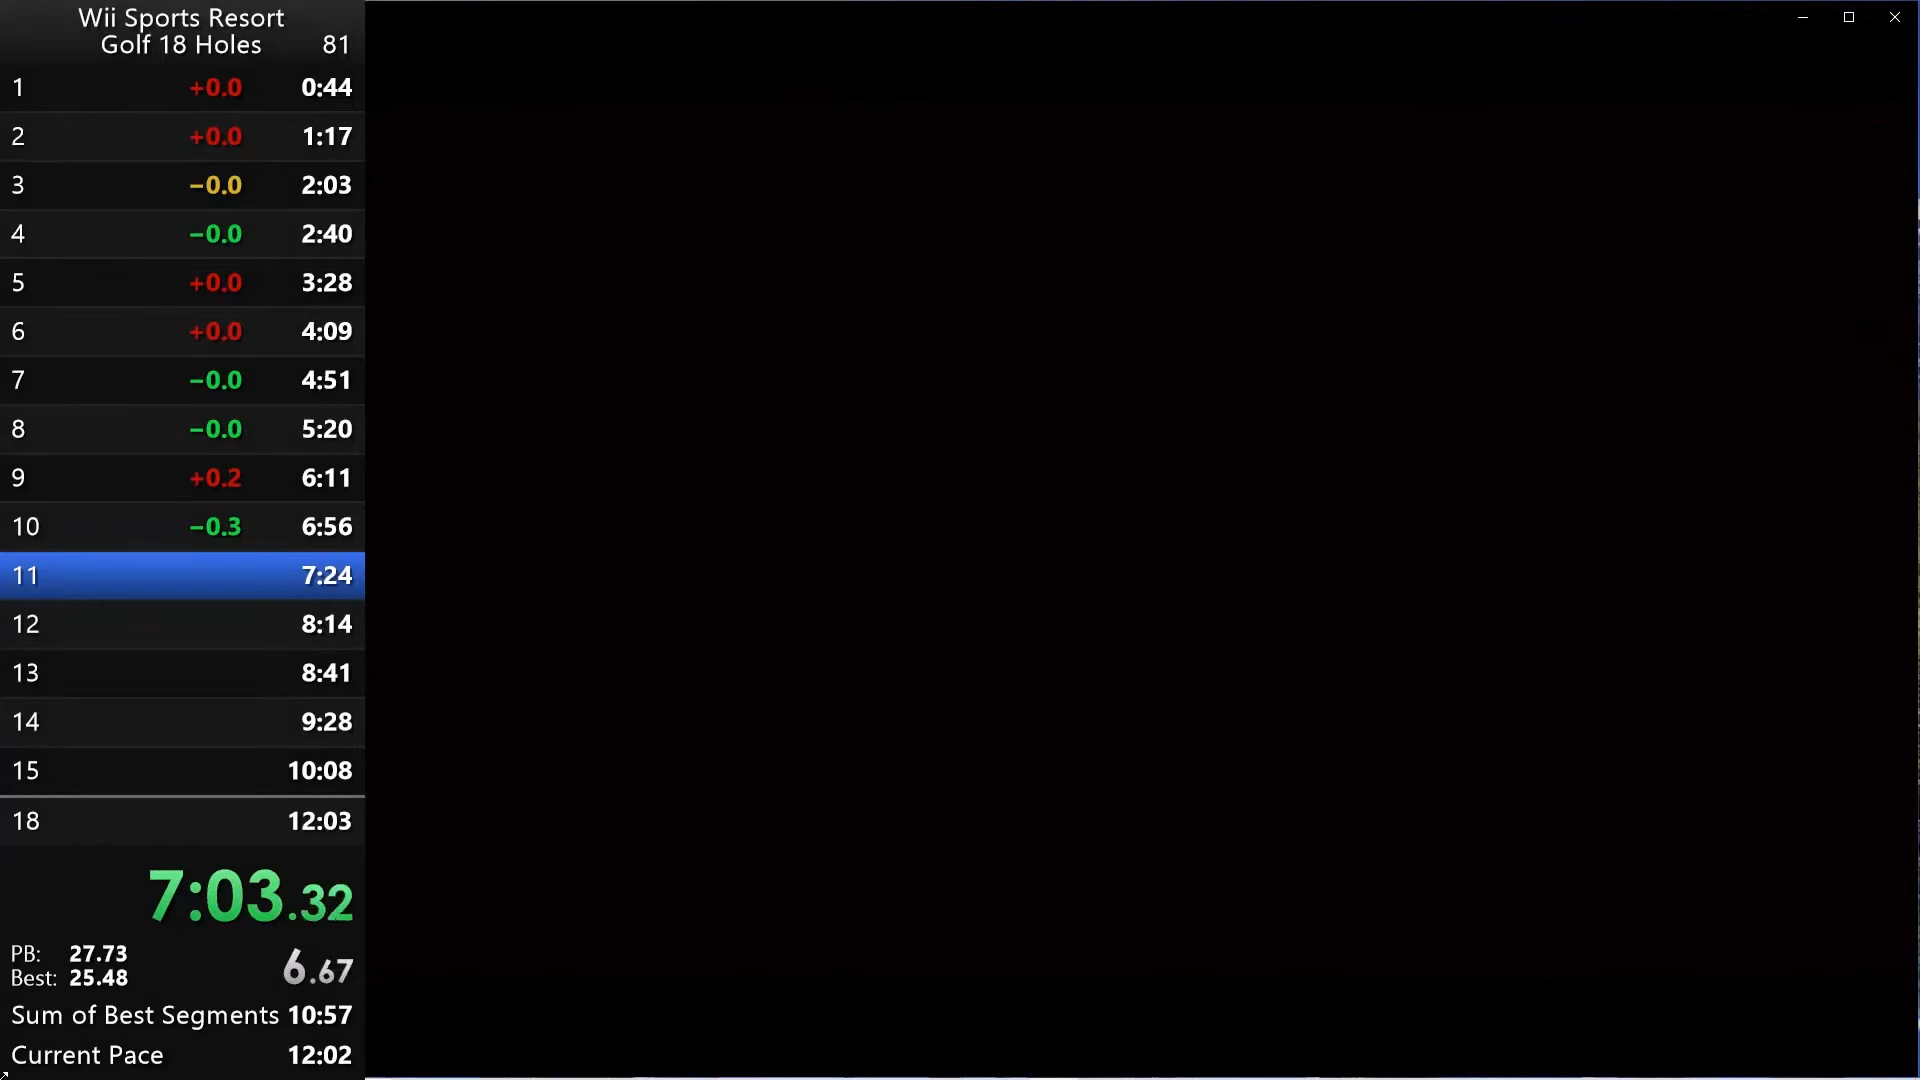 Wii Sports Resort
Golf 18 Holes 81
1 +0.0 0:44
2 +0.0 1:17
3 −0.0 2:03
4 −0.0 2:40
5 +0.0 3:28
6 +0.0 4:09
7 −0.0 4:51
8 −0.0 5:20
9 +0.2 6:11
10 −0.3 6:56
11 7:24
12 8:14
13 8:41
14 9:28
15 10:08
18 12:03
7:03.32
PB: 27.73
Best: 25.48
6.67
Sum of Best Segments 10:57
Current Pace 12:02